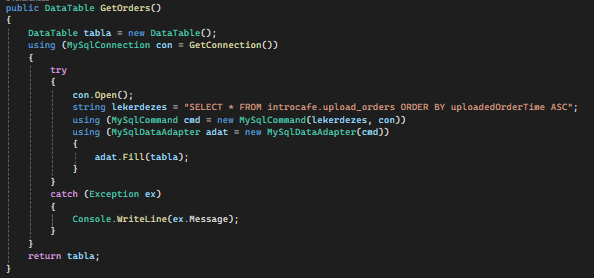 public DataTable GetOrders()
{
    DataTable tabla = new DataTable();
    using (MySqlConnection con = GetConnection())
    {
        try
        {
            con.Open();
            string lekerdezes = "SELECT * FROM introcafe.upload_orders ORDER BY uploadedOrderTime ASC";
            using (MySqlCommand cmd = new MySqlCommand(lekerdezes, con))
            using (MySqlDataAdapter adat = new MySqlDataAdapter(cmd))
            {
                adat.Fill(tabla);
            }
        }
        catch (Exception ex)
        {
            Console.WriteLine(ex.Message);
        }
    }
    return tabla;
}